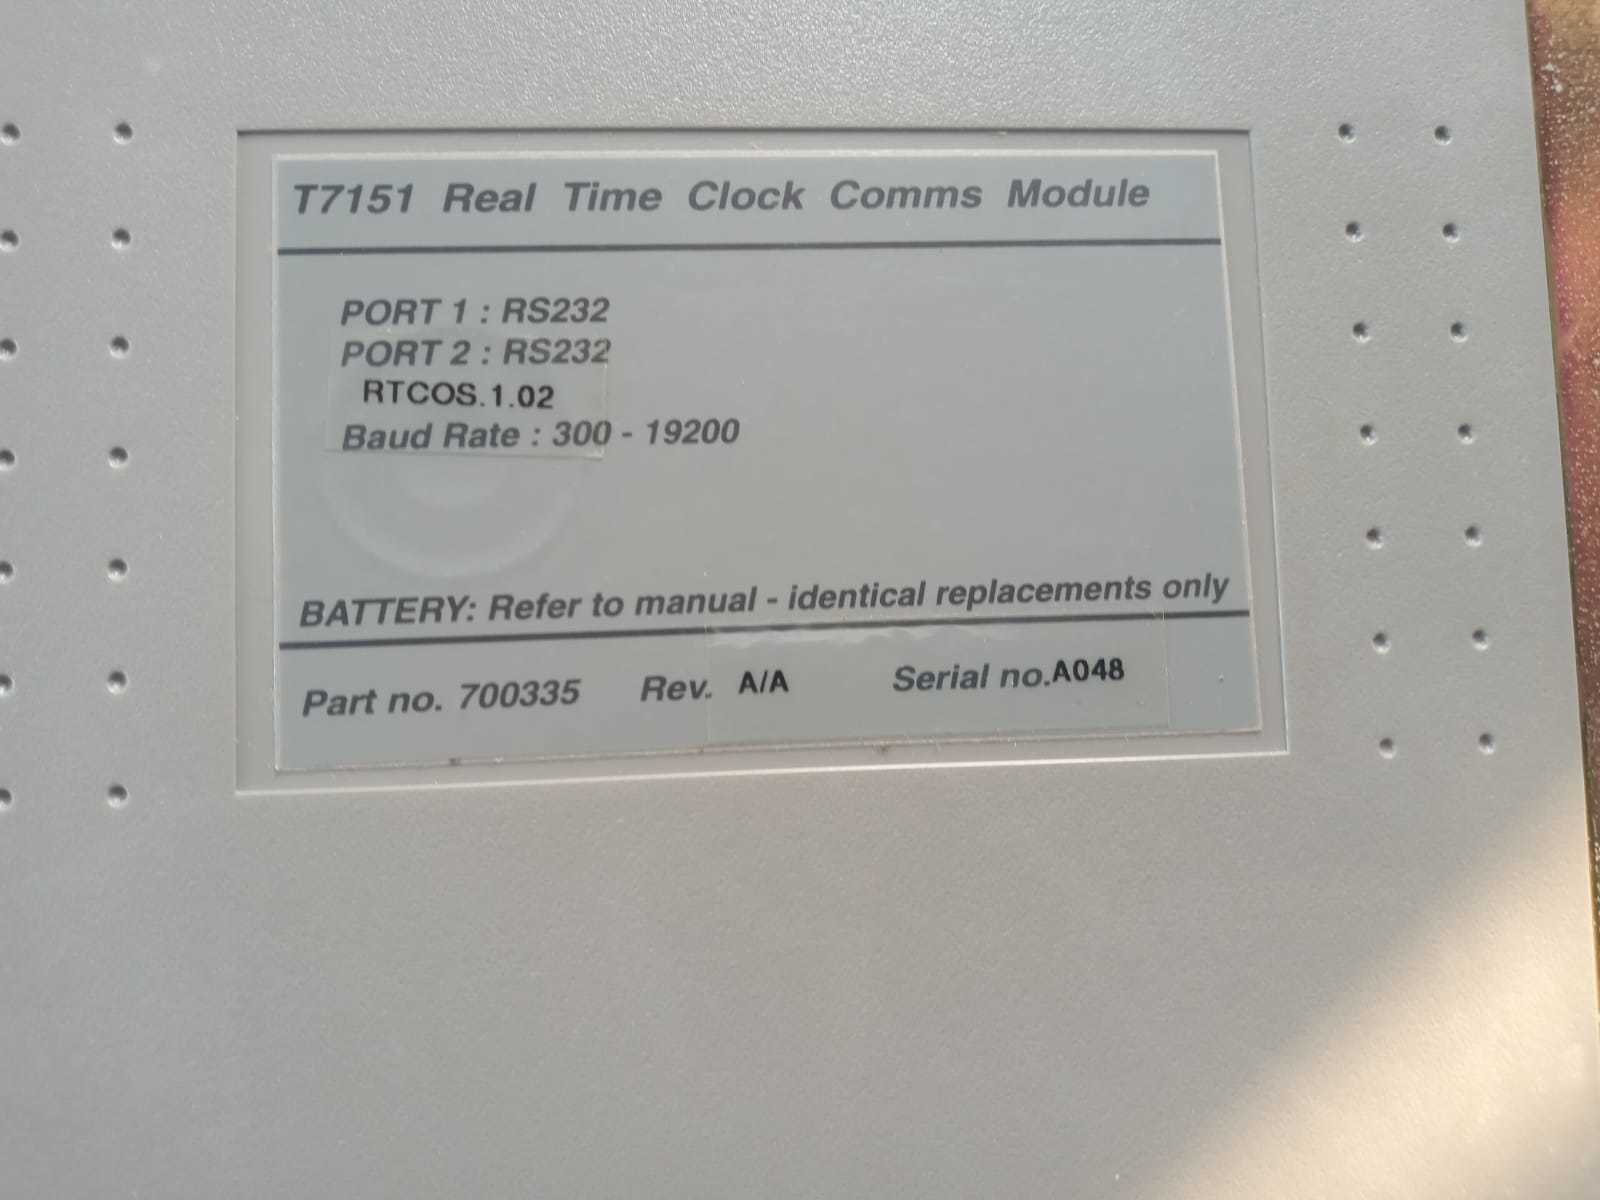 T7151 Real Time Clock Comms Module
PORT 1 : RS232
PORT 2 : RS232
RTCOS.1.02
Baud Rate : 300 - 19200
BATTERY: Refer to manual - identical replacements only
Part no. 700335 Rev. A/A Serial no.A048